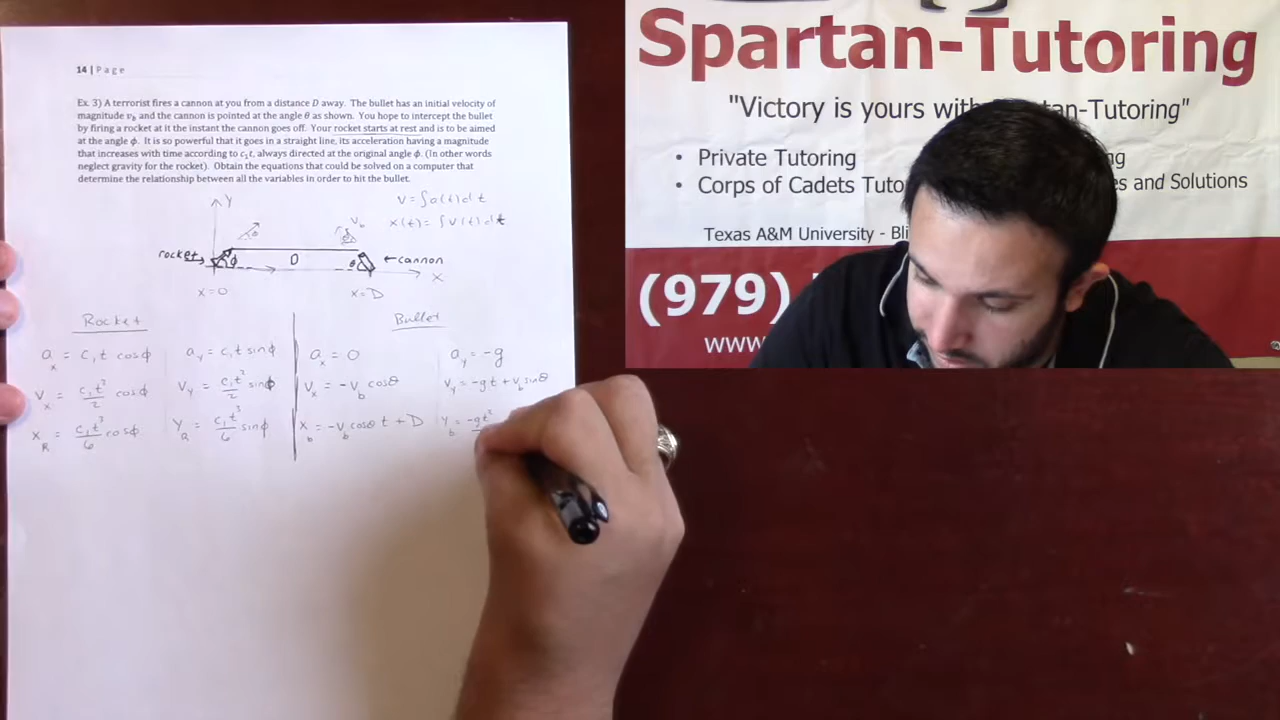 14 | Page
Ex. 3) A terrorist fires a cannon at you from a distance D away. The bullet has an initial velocity of
magnitude v_b and the cannon is pointed at the angle θ as shown. You hope to intercept the bullet
by firing a rocket at it the instant the cannon goes off. Your rocket starts at rest and is to be aimed
at the angle ϕ. It is so powerful that it goes in a straight line, its acceleration having a magnitude
that increases with time according to c₁t, always directed at the original angle ϕ. (In other words
neglect gravity for the rocket). Obtain the equations that could be solved on a computer that
determine the relationship between all the variables in order to hit the bullet.
Y
V = ∫a(t)dt
x(t) = ∫V(t)dt
V_b
rocket
ϕ
D
θ
cannon
X
x=0
x=D
Rocket
Bullet
a_x = c₁t cosϕ
a_y = c₁t sinϕ
a_x = 0
a_y = -g
V_x = c₁t²/2 cosϕ
V_y = c₁t²/2 sinϕ
V_x = -V_b cosθ
V_y = -gt + V_b sinθ
x_R = c₁t³/6 cosϕ
Y_R = c₁t³/6 sinϕ
x_b = -V_b cosθ t + D
Y_b = -gt²
Spartan-Tutoring
"Victory is yours with Spartan-Tutoring"
• Private Tutoring
• Corps of Cadets
es and Solutions
Texas A&M University -
(979)
www